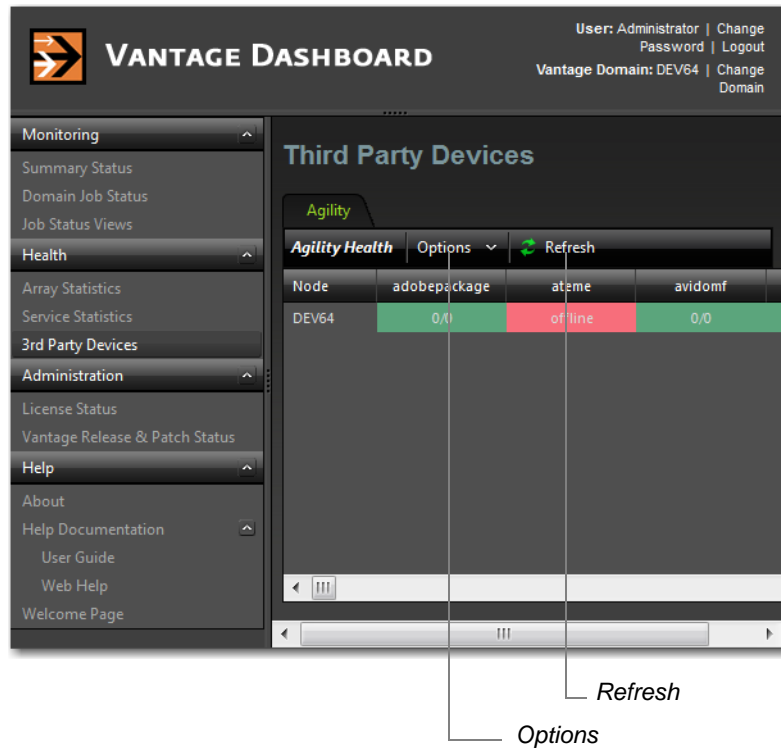 VANTAGE DASHBOARD
User: Administrator | Change
Password | Logout
Vantage Domain: DEV64 | Change
Domain
Monitoring
Summary Status
Domain Job Status
Job Status Views
Health
Array Statistics
Service Statistics
3rd Party Devices
Administration
License Status
Vantage Release & Patch Status
Help
About
Help Documentation
User Guide
Web Help
Welcome Page
Third Party Devices
Agility
Agility Health Options Refresh
Node adobepackage ateme avidomf
DEV64 0/0 offline 0/0
Refresh
Options